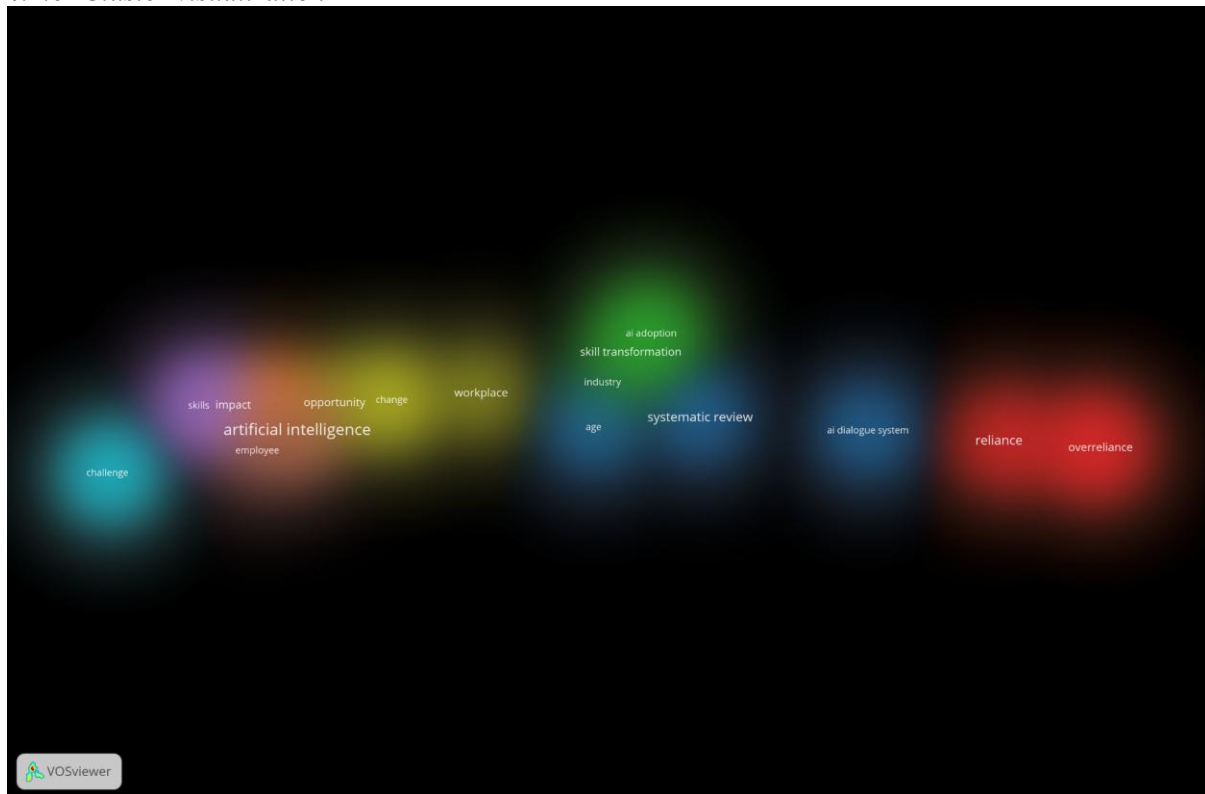 ai adoption
skill transformation
industry
workplace
change
opportunity
skills impact
systematic review
age
artificial intelligence
ai dialogue system
reliance
overreliance
employee
challenge
VOSviewer